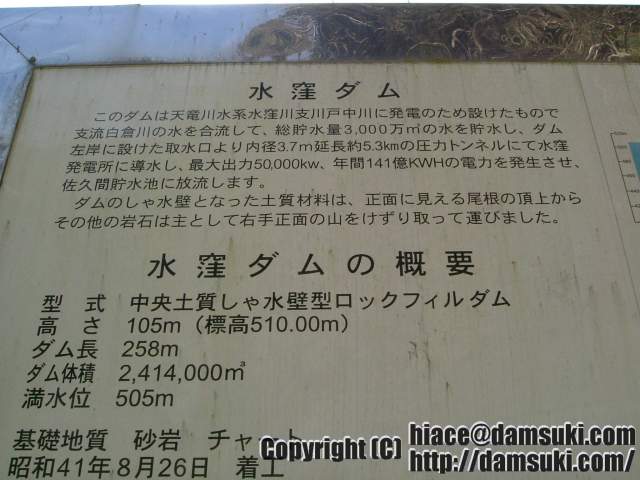 水窪ダム
このダムは天竜川水系水窪川支川戸中川に発電のため設けたもので
支流白倉川の水を合流して、総貯水量3,000万㎥の水を貯水し、ダム
左岸に設けた取水口より内径3.7m延長約5.3kmの圧力トンネルにて水窪
発電所に導水し、最大出力50,000kw、年間141億KWHの電力を発生させ、
佐久間貯水池に放流します。
ダムのしゃ水壁となった土質材料は、正面に見える尾根の頂上から
その他の岩石は主として右手正面の山をけずり取って運びました。
水窪ダムの概要
型式 中央土質しゃ水壁型ロックフィルダム
高さ 105m（標高510.00m）
ダム長 258m
ダム体積 2,414,000㎥
満水位 505m
基礎地質 砂岩 チャート
昭和41年8月26日 着工
Copyright (C) hiace@damsuki.com
http://damsuki.com/